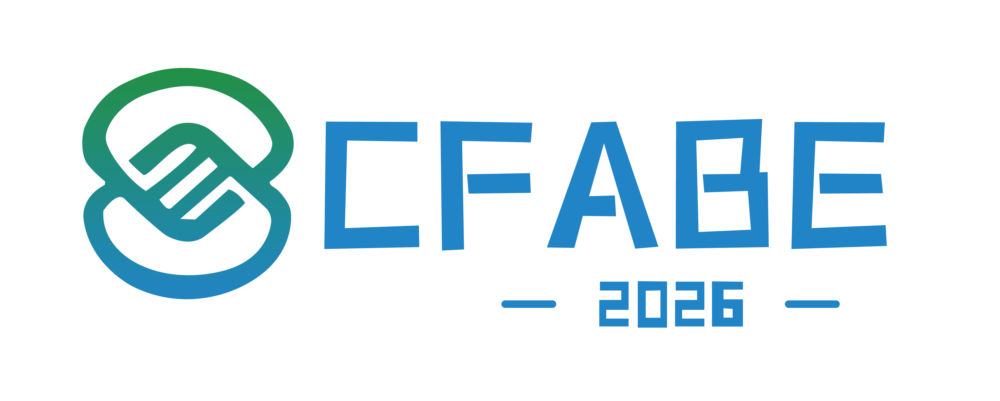 CFABE
— 2026 —